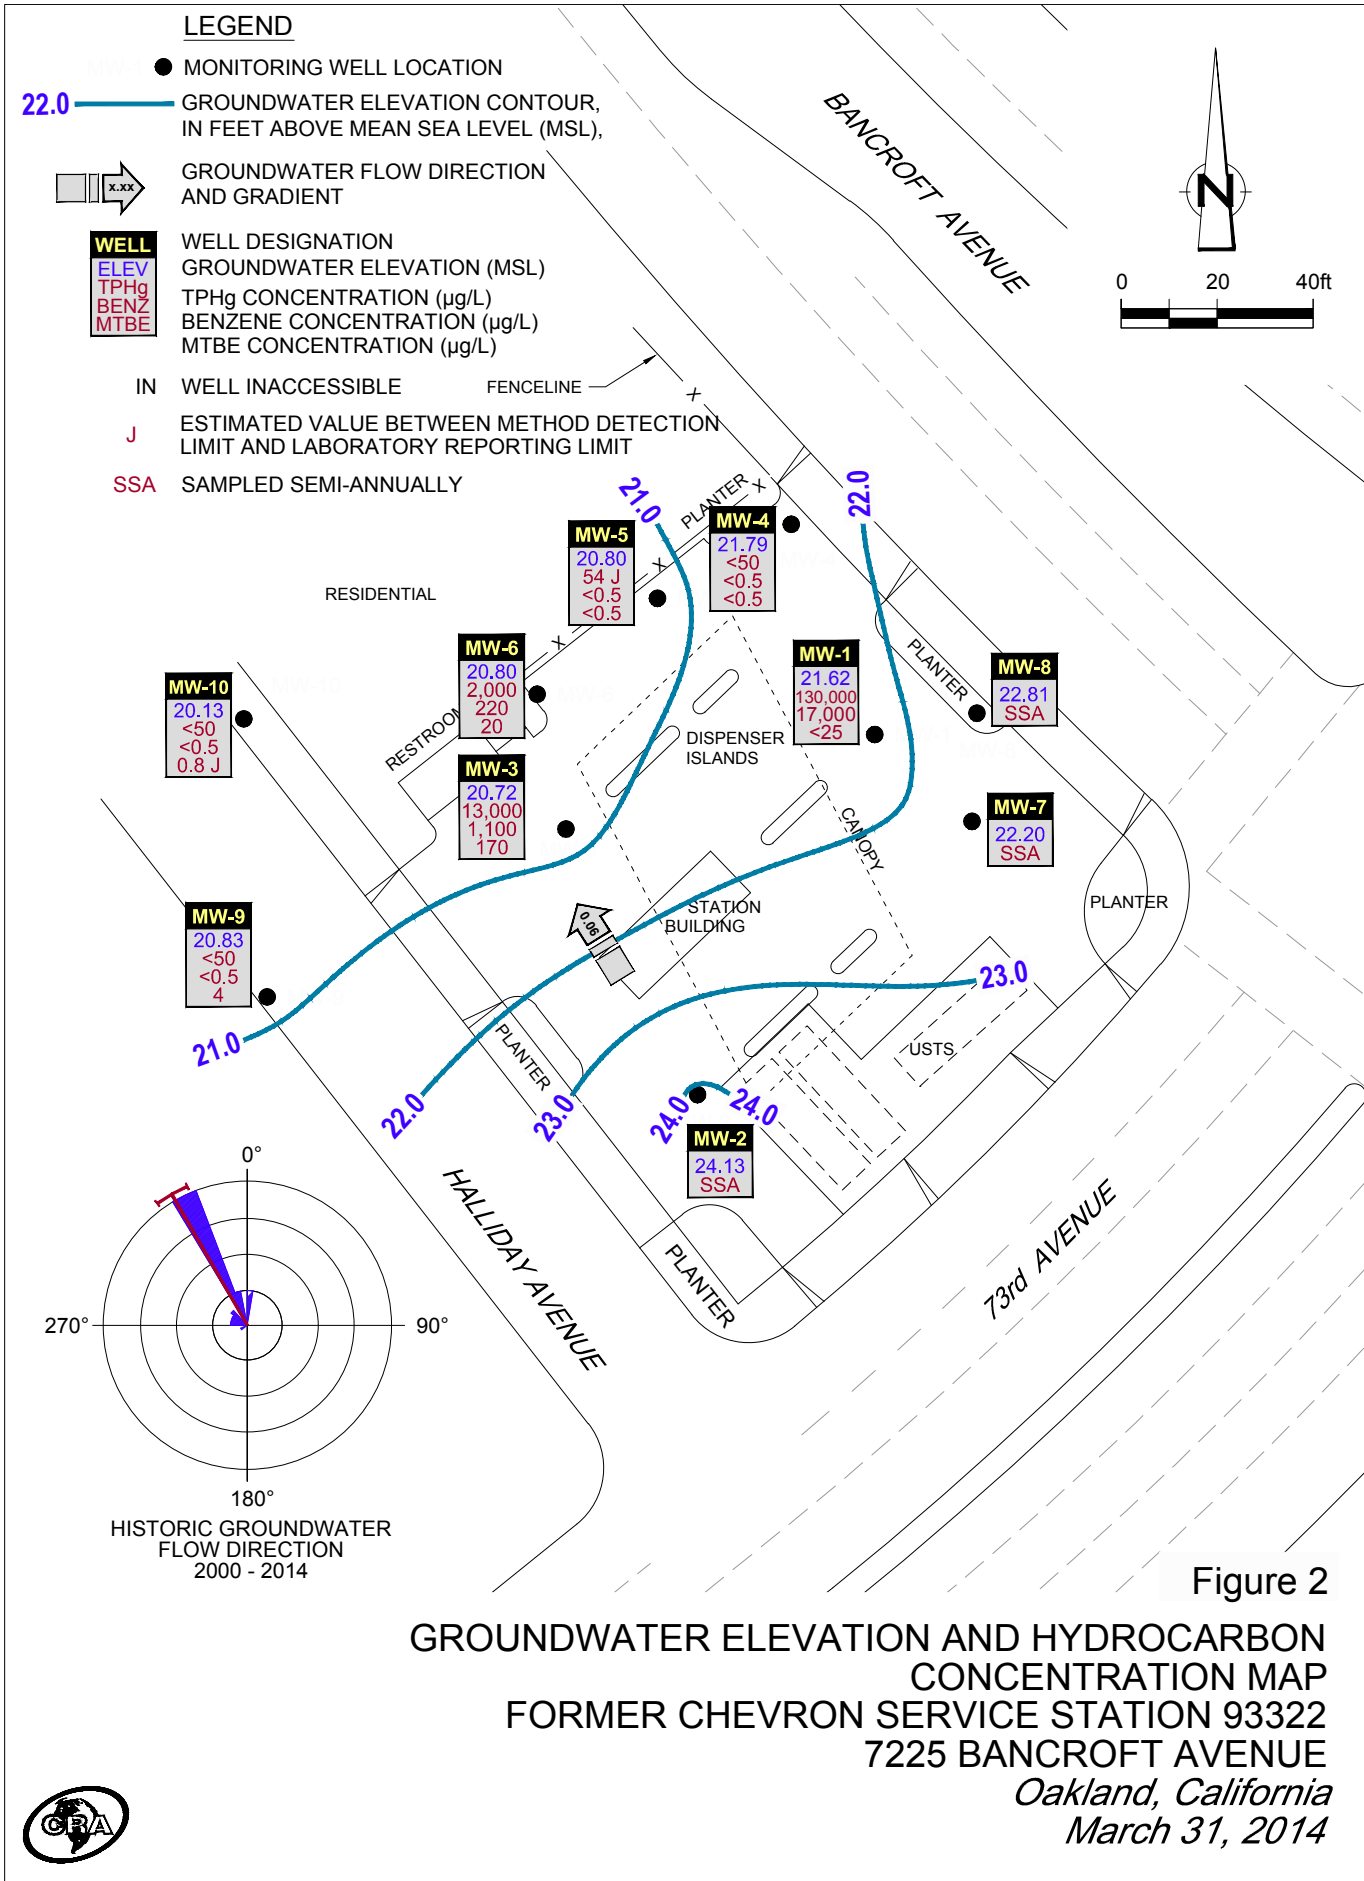 LEGEND
MONITORING WELL LOCATION
22.0
GROUNDWATER ELEVATION CONTOUR,
IN FEET ABOVE MEAN SEA LEVEL (MSL),
x.xx
GROUNDWATER FLOW DIRECTION
AND GRADIENT
WELL
ELEV
TPHg
BENZ
MTBE
WELL DESIGNATION
GROUNDWATER ELEVATION (MSL)
TPHg CONCENTRATION (µg/L)
BENZENE CONCENTRATION (µg/L)
MTBE CONCENTRATION (µg/L)
IN WELL INACCESSIBLE
J ESTIMATED VALUE BETWEEN METHOD DETECTION
LIMIT AND LABORATORY REPORTING LIMIT
SSA SAMPLED SEMI-ANNUALLY
FENCELINE
X
BANCROFT AVENUE
N
0 20 40ft
21.0
PLANTER
X
22.0
MW-5
20.80
54 J
<0.5
<0.5
X
MW-4
21.79
<50
<0.5
<0.5
RESIDENTIAL
X
MW-6
20.80
2,000
220
20
MW-1
21.62
130,000
17,000
<25
PLANTER
MW-8
22.81
SSA
MW-10
20.13
<50
<0.5
0.8 J
RESTROOM
DISPENSER
ISLANDS
MW-3
20.72
13,000
1,100
170
CANOPY
MW-7
22.20
SSA
MW-9
20.83
<50
<0.5
4
0.06
STATION
BUILDING
PLANTER
23.0
21.0
PLANTER
USTS
22.0
23.0
24.0
24.0
MW-2
24.13
SSA
HALLIDAY AVENUE
PLANTER
73rd AVENUE
0°
270°
90°
180°
HISTORIC GROUNDWATER
FLOW DIRECTION
2000 - 2014
Figure 2
GROUNDWATER ELEVATION AND HYDROCARBON
CONCENTRATION MAP
FORMER CHEVRON SERVICE STATION 93322
7225 BANCROFT AVENUE
Oakland, California
March 31, 2014
CRA